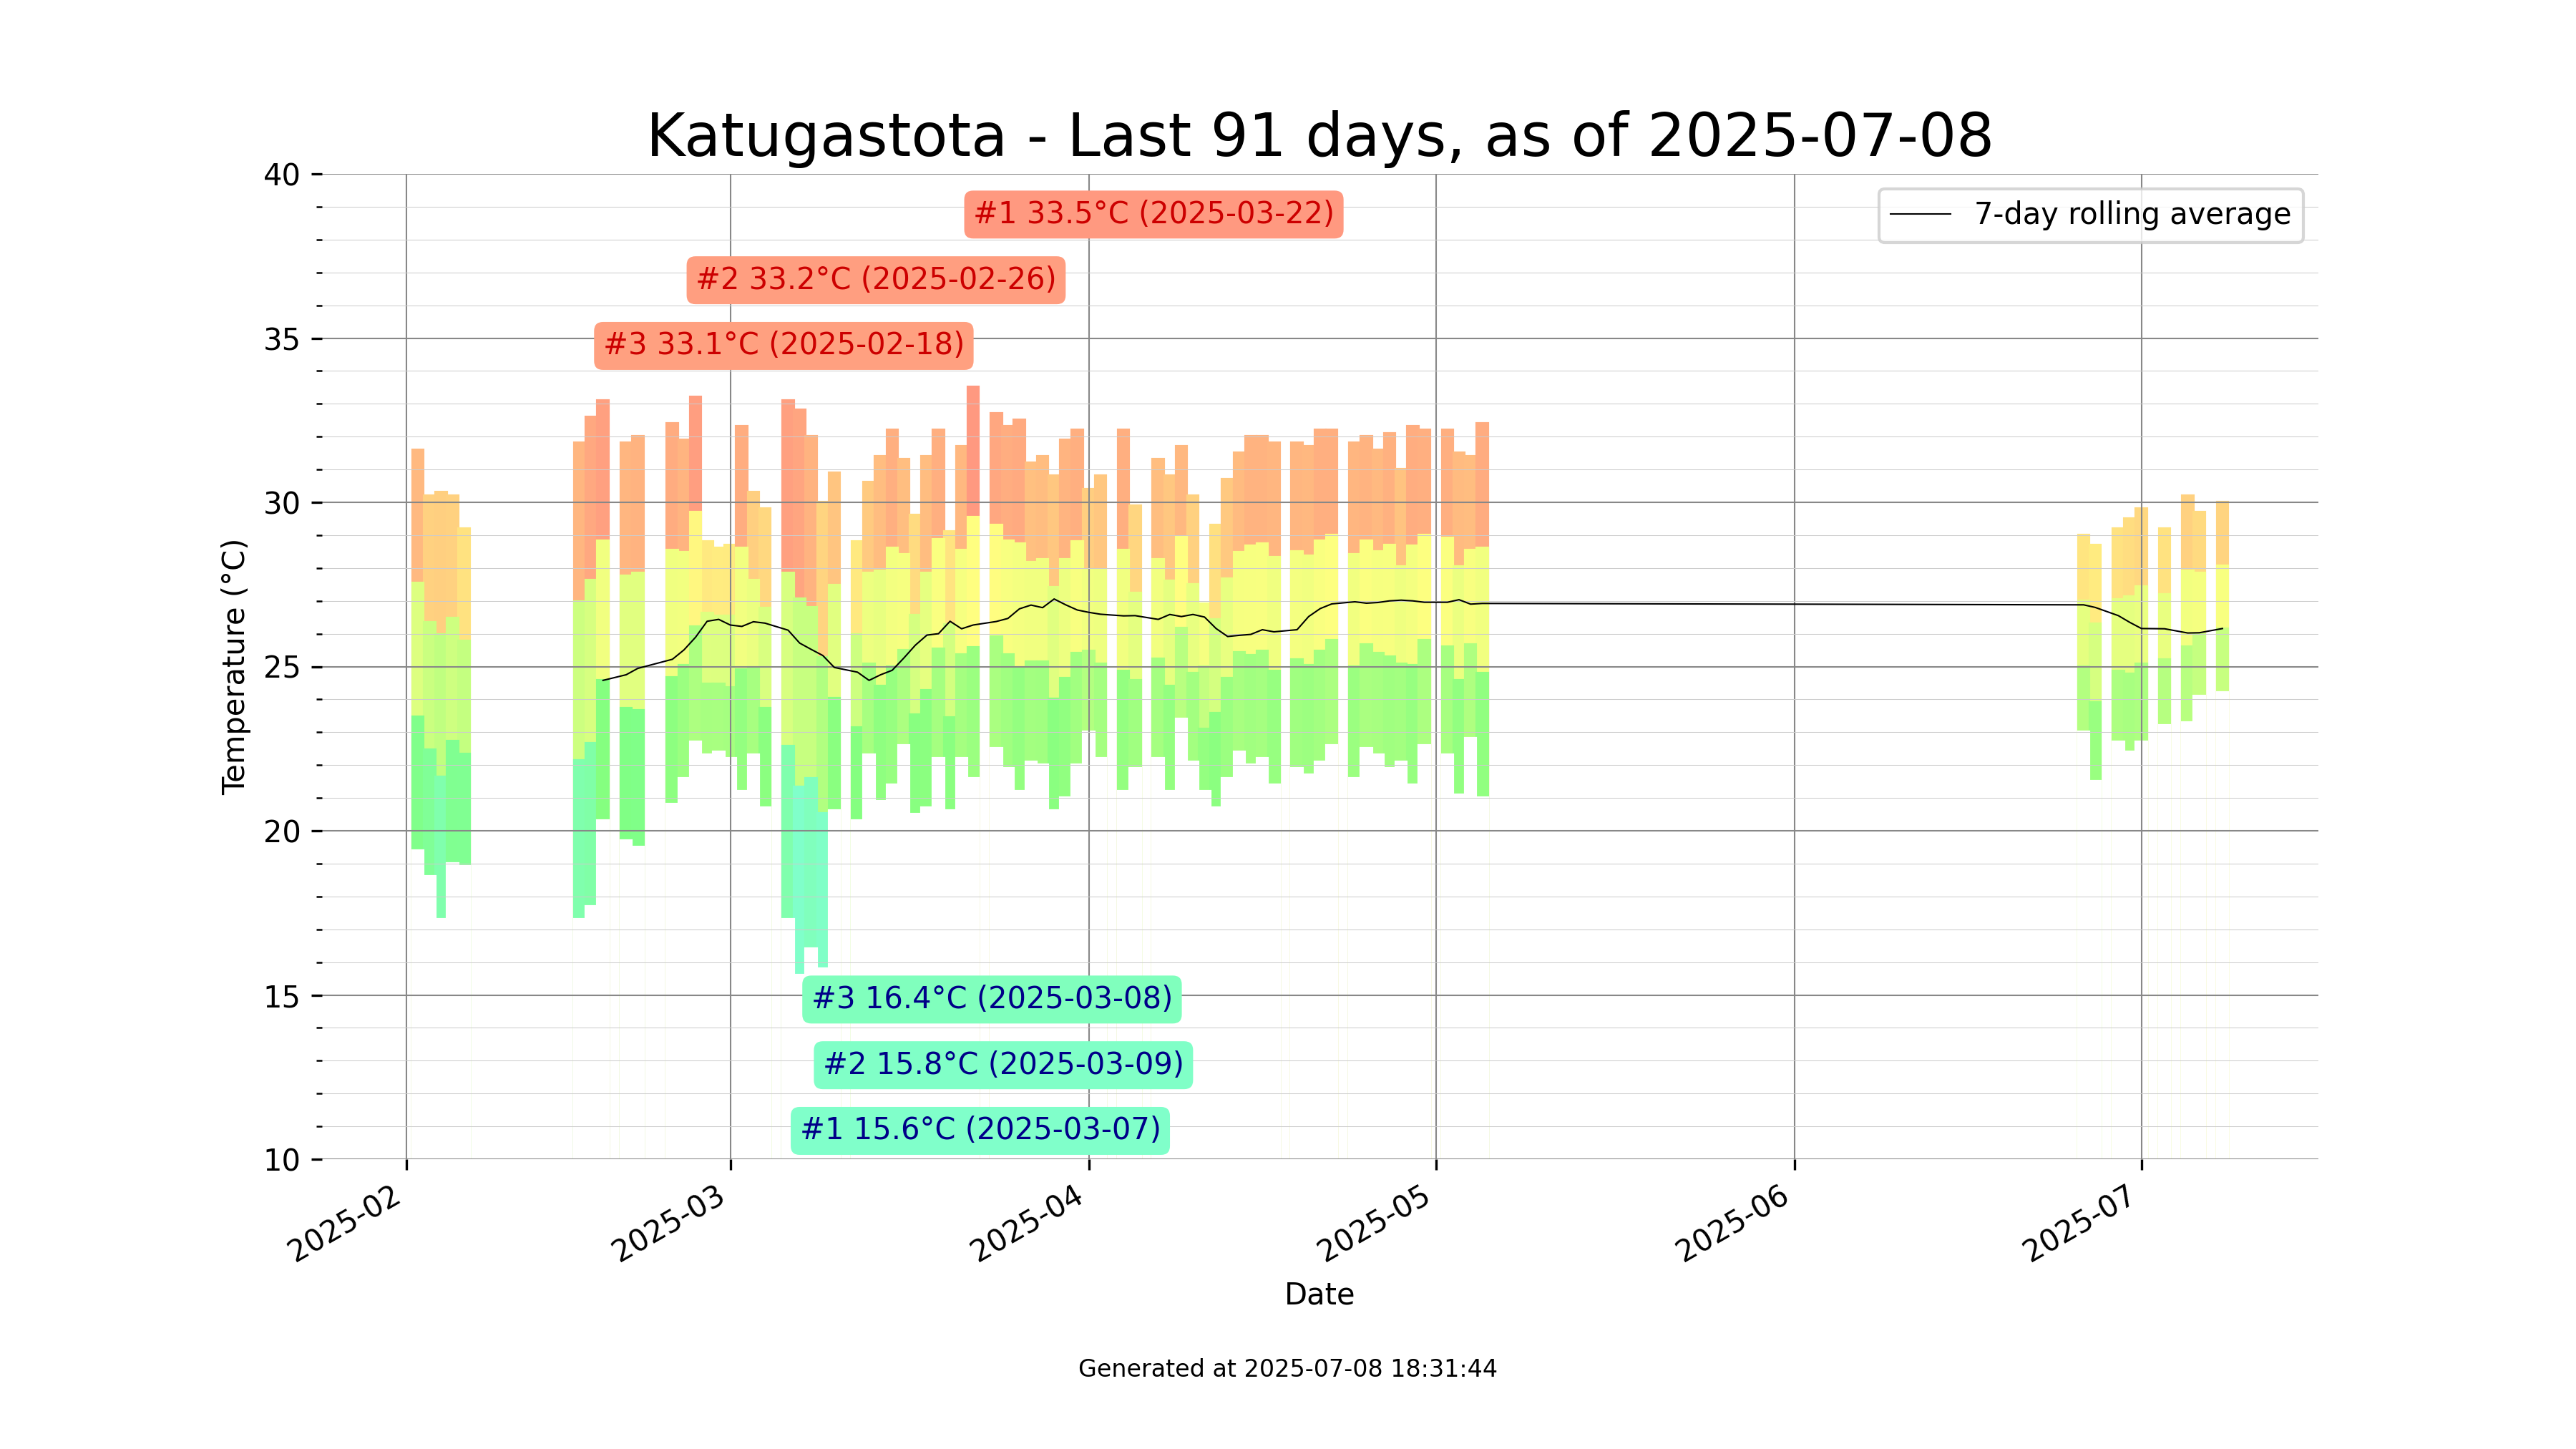 Katugastota - Last 91 days, as of 2025-07-08
40
35
30
25
20
15
10
Temperature (°C)
7-day rolling average
#1 33.5°C (2025-03-22)
#2 33.2°C (2025-02-26)
#3 33.1°C (2025-02-18)
#3 16.4°C (2025-03-08)
#2 15.8°C (2025-03-09)
#1 15.6°C (2025-03-07)
2025-02
2025-03
2025-04
2025-05
2025-06
2025-07
Date
Generated at 2025-07-08 18:31:44